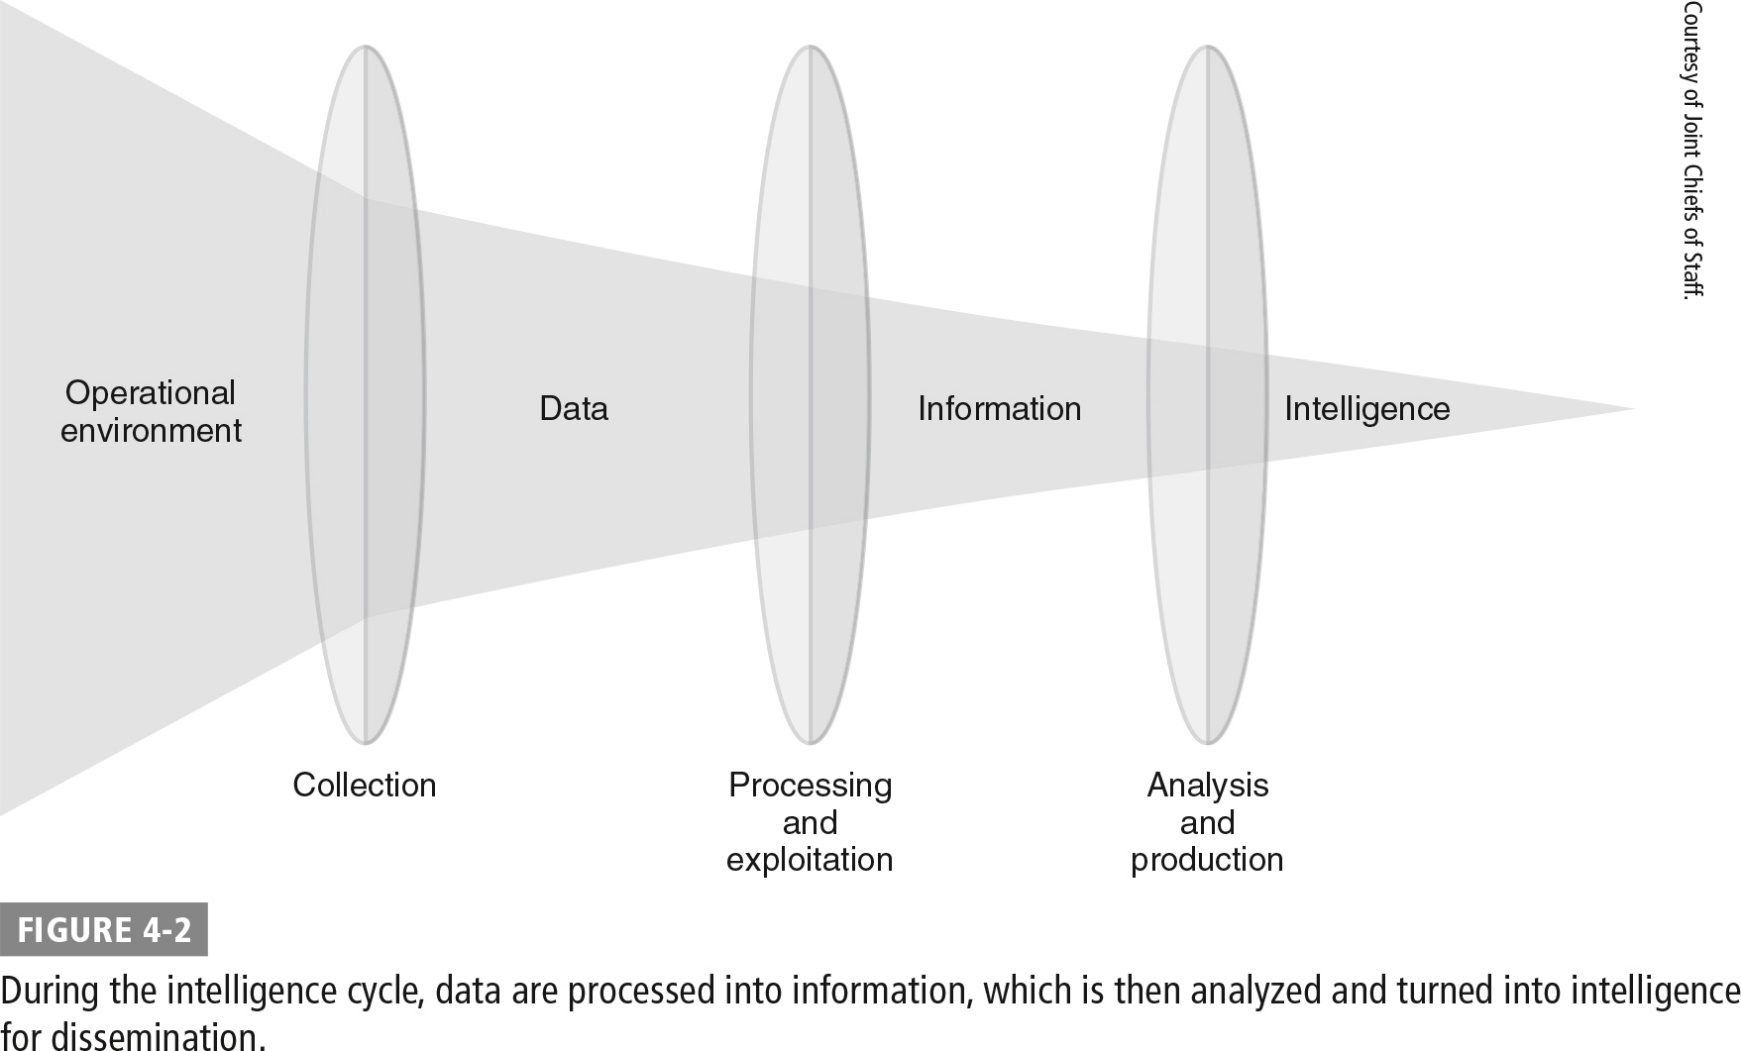 Courtesy of Joint Chiefs of Staff.
Operational
environment
Data
Information
Intelligence
Collection
Processing
and
exploitation
Analysis
and
production
FIGURE 4-2
During the intelligence cycle, data are processed into information, which is then analyzed and turned into intelligence
for dissemination.